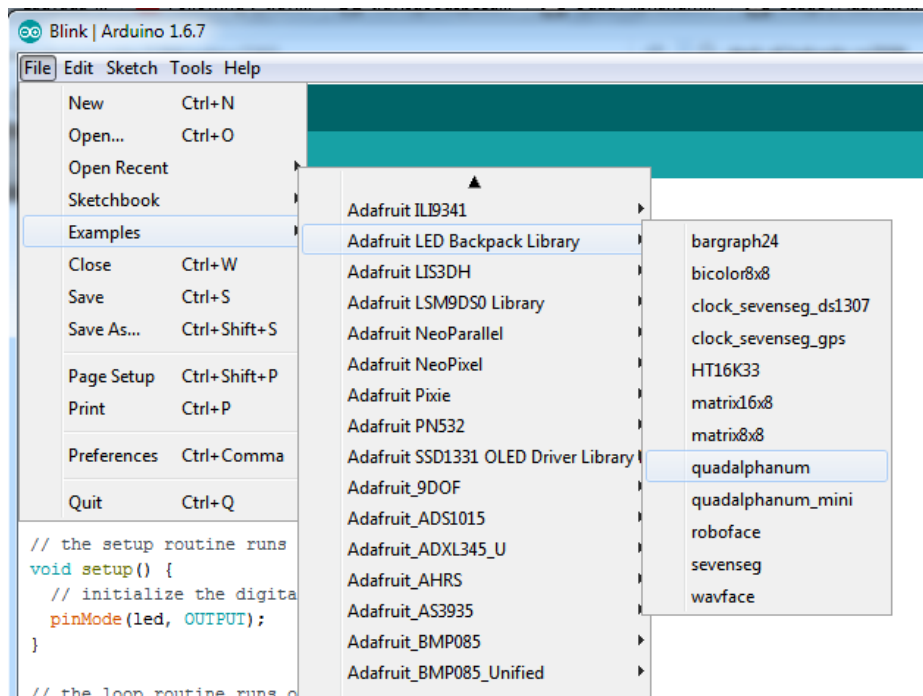 Blink | Arduino 1.6.7
File Edit Sketch Tools Help
New Ctrl+N
Open... Ctrl+O
Open Recent
Sketchbook
Examples
Close Ctrl+W
Save Ctrl+S
Save As... Ctrl+Shift+S
Page Setup Ctrl+Shift+P
Print Ctrl+P
Preferences Ctrl+Comma
Quit Ctrl+Q
Adafruit ILI9341
Adafruit LED Backpack Library
Adafruit LIS3DH
Adafruit LSM9DS0 Library
Adafruit NeoParallel
Adafruit NeoPixel
Adafruit Pixie
Adafruit PN532
Adafruit SSD1331 OLED Driver Library
Adafruit_9DOF
Adafruit_ADS1015
Adafruit_ADXL345_U
Adafruit_AHRS
Adafruit_AS3935
Adafruit_BMP085
Adafruit_BMP085_Unified
bargraph24
bicolor8x8
clock_sevenseg_ds1307
clock_sevenseg_gps
HT16K33
matrix16x8
matrix8x8
quadalphanum
quadalphanum_mini
roboface
sevenseg
wavface
// the setup routine runs
void setup() {
// initialize the digita
pinMode(led, OUTPUT);
}
// the loop routine runs o